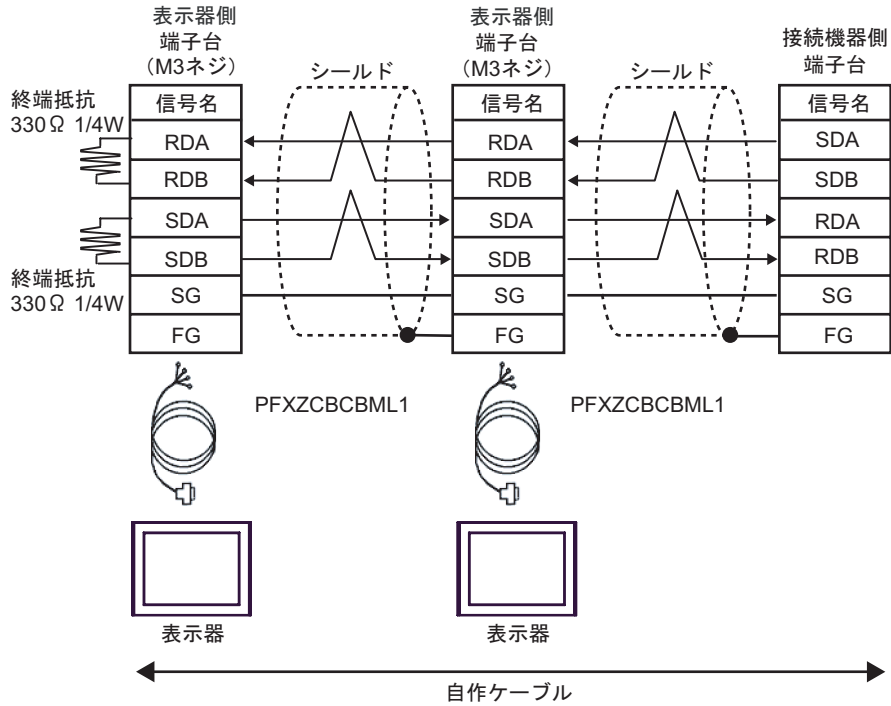 表示器側
端子台
（M3ネジ）
表示器側
端子台
（M3ネジ）
接続機器側
端子台
シールド
シールド
終端抵抗
330Ω 1/4W
信号名
信号名
信号名
RDA
RDA
SDA
RDB
RDB
SDB
SDA
SDA
RDA
SDB
SDB
RDB
終端抵抗
330Ω 1/4W
SG
SG
SG
FG
FG
FG
PFXZCBCBML1
PFXZCBCBML1
表示器
表示器
自作ケーブル